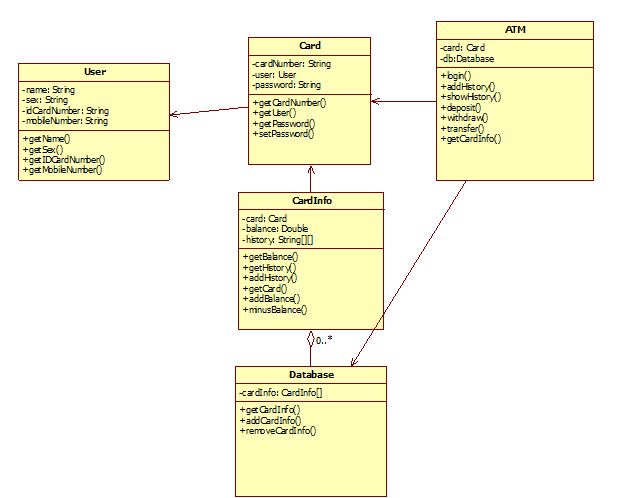 User
-name: String
-sex: String
-idCardNumber: String
-mobileNumber: String
+getName()
+getSex()
+getIDCardNumber()
+getMobileNumber()
Card
-cardNumber: String
-user: User
-password: String
+getCardNumber()
+getUser()
+getPassword()
+setPassword()
ATM
-card: Card
-db:Database
+login()
+addHistory()
+showHistory()
+deposit()
+withdraw()
+transfer()
+getCardInfo()
CardInfo
-card: Card
-balance: Double
-history: String[][]
+getBalance()
+getHistory()
+addHistory()
+getCard()
+addBalance()
+minusBalance()
0..*
Database
-cardInfo: CardInfo[]
+getCardInfo()
+addCardInfo()
+removeCardInfo()